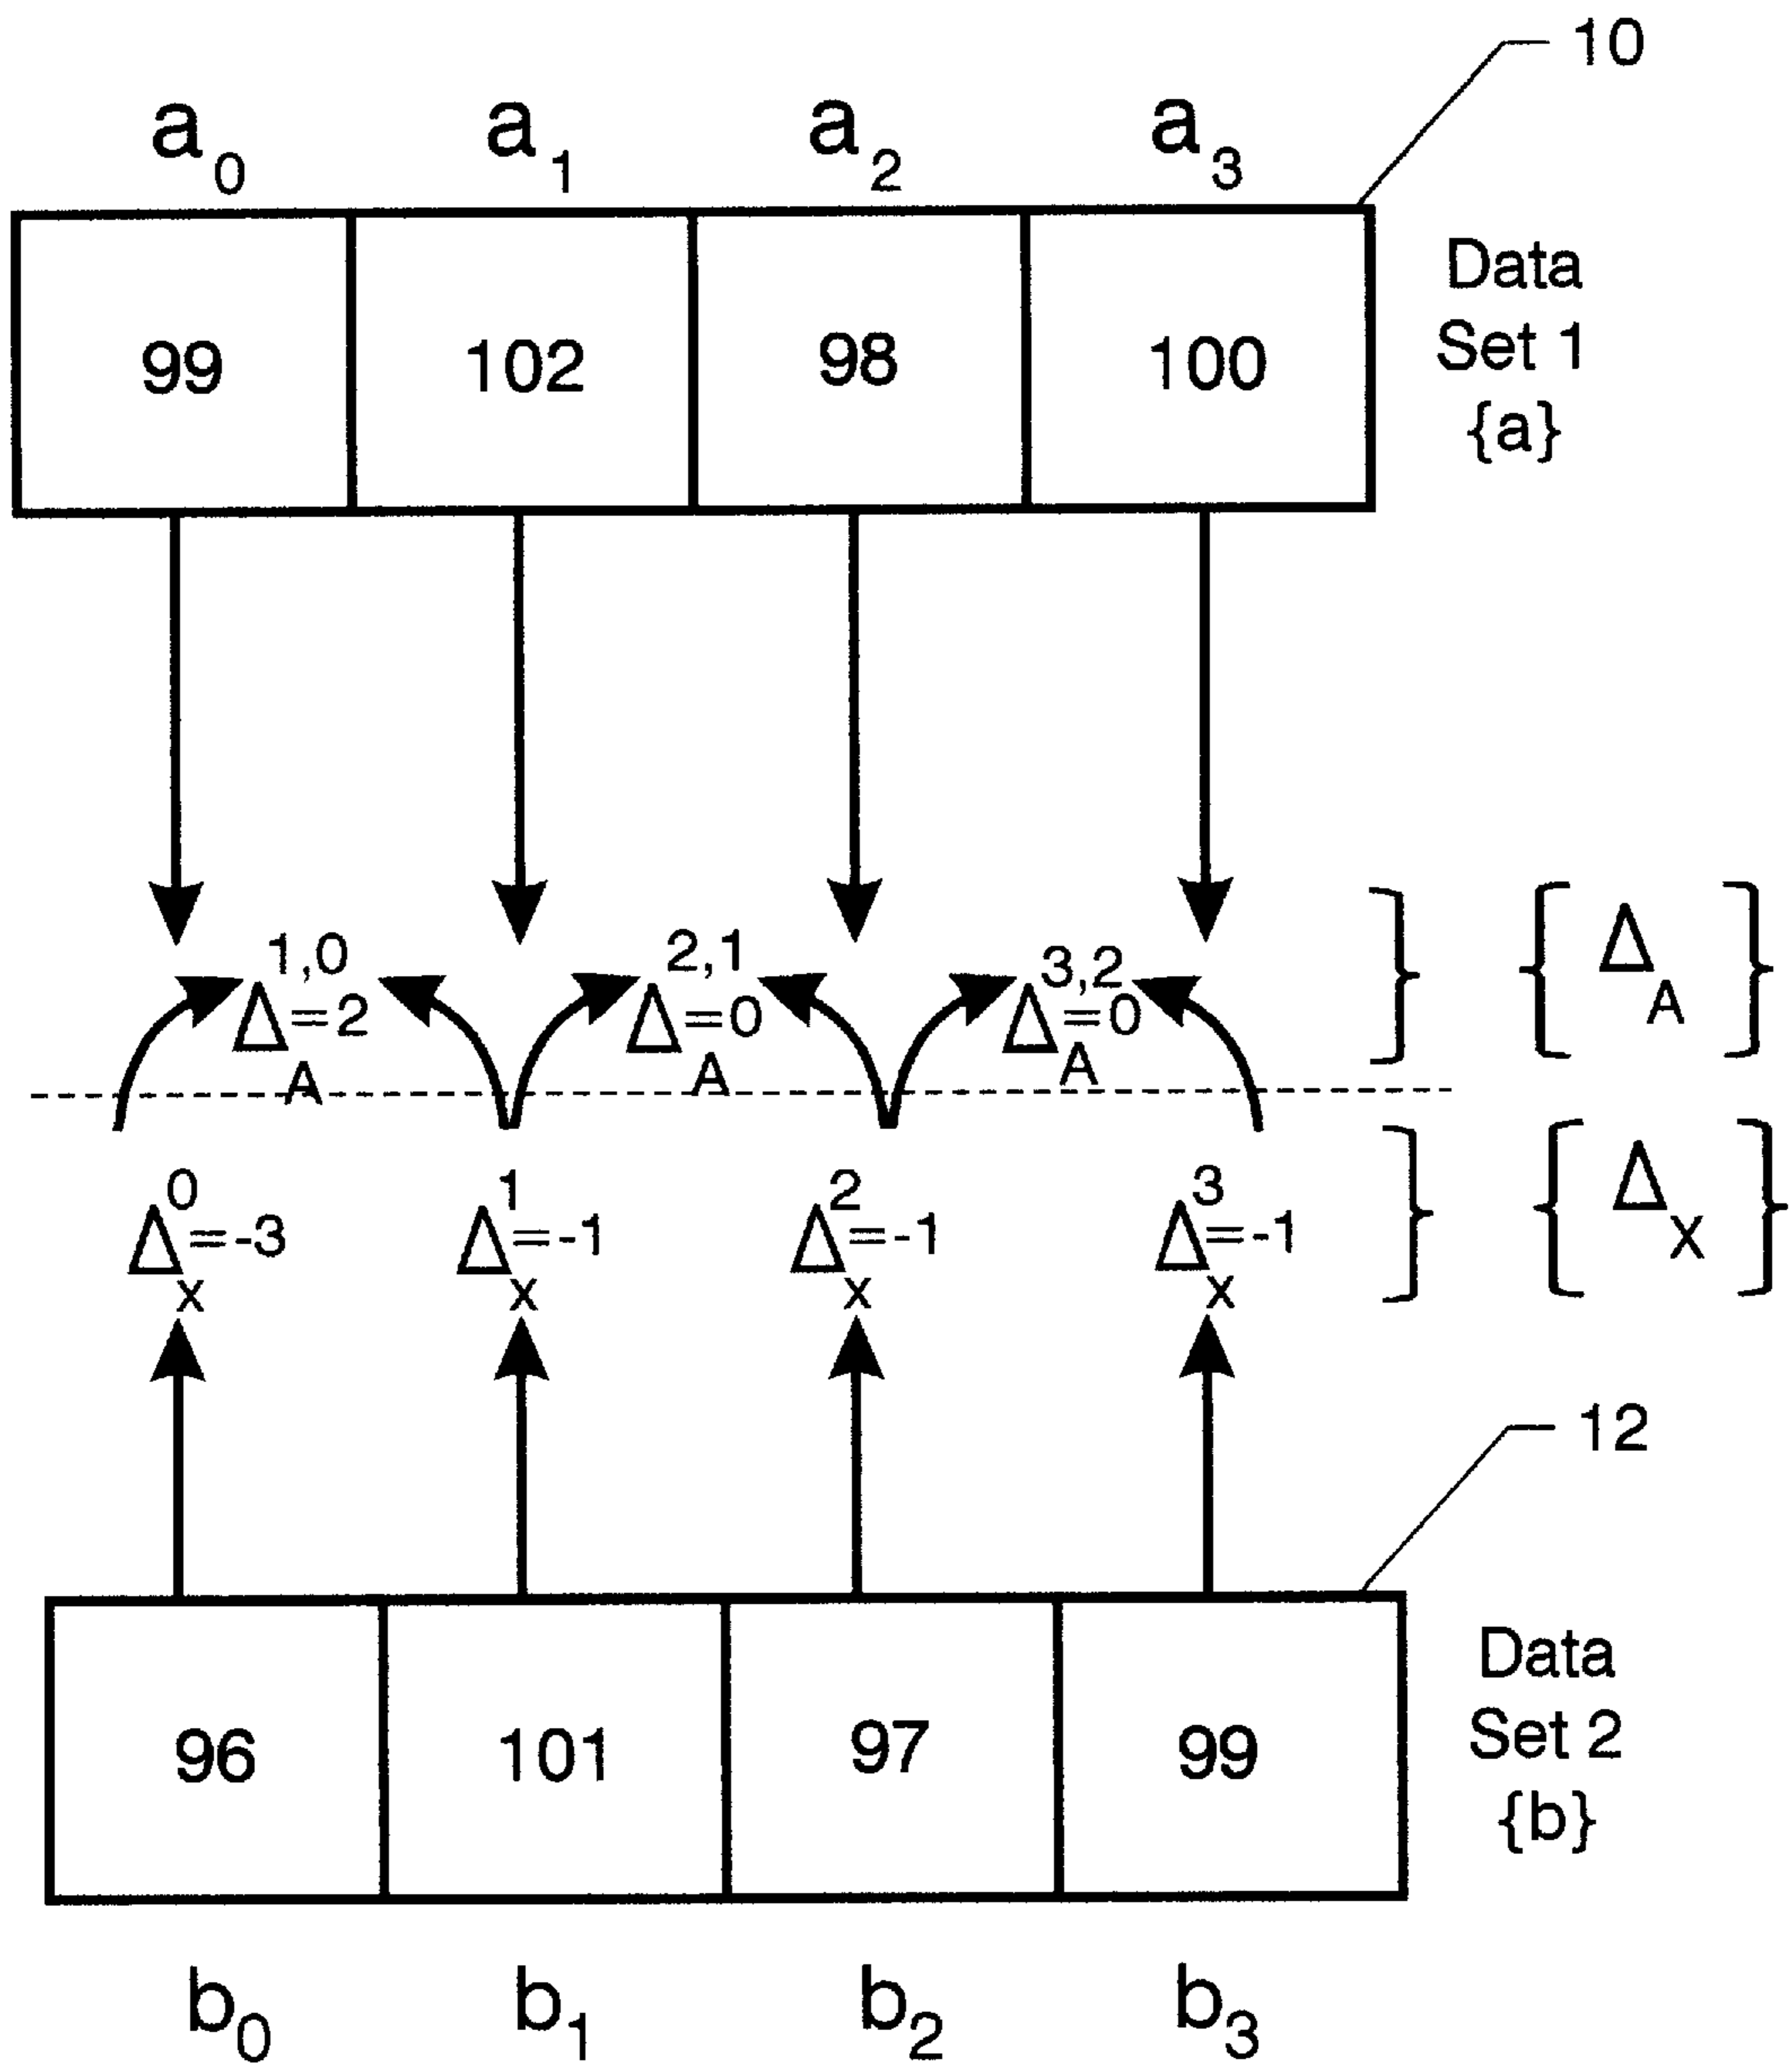 10
a0 a1 a2 a3
99 102 98 100
Data
Set 1
{a}
1,0 2,1 3,2
Δ=2 Δ=0 Δ=0
A A A
{Δ
A}
0 1 2 3
Δ=-3 Δ=-1 Δ=-1 Δ=-1
x x x x
{Δ
X}
12
96 101 97 99
Data
Set 2
{b}
b0 b1 b2 b3